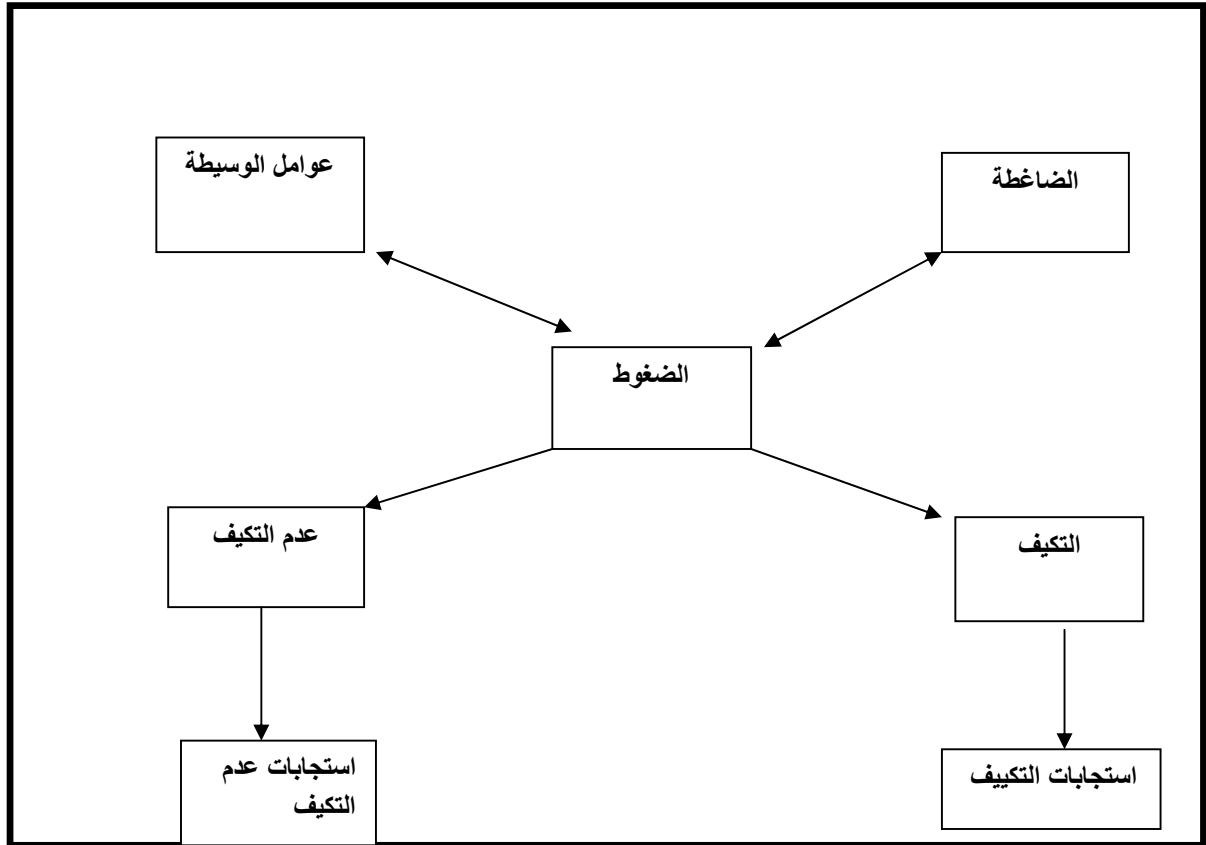 الضاغطة
عوامل الوسيطة
الضغوط
التكيف
عدم التكيف
استجابات التكييف
استجابات عدم
التكيف